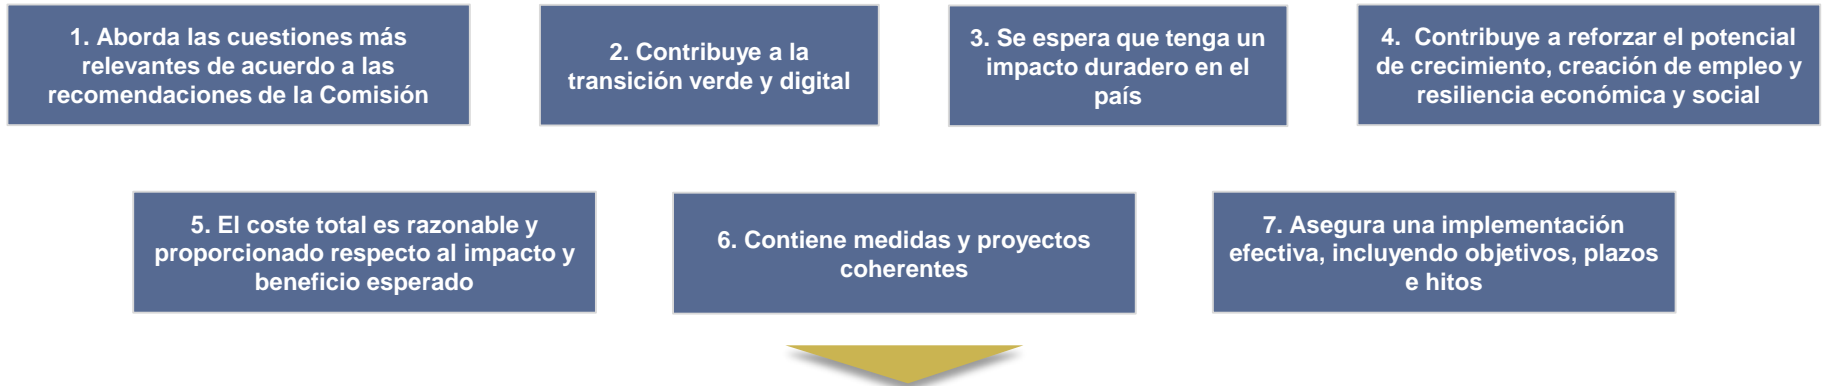 1. Aborda las cuestiones más
relevantes de acuerdo a las
recomendaciones de la Comisión
2. Contribuye a la
transición verde y digital
3. Se espera que tenga un
impacto duradero en el
país
4. Contribuye a reforzar el potencial
de crecimiento, creación de empleo y
resiliencia económica y social
5. El coste total es razonable y
proporcionado respecto al impacto y
beneficio esperado
6. Contiene medidas y proyectos
coherentes
7. Asegura una implementación
efectiva, incluyendo objetivos, plazos
e hitos